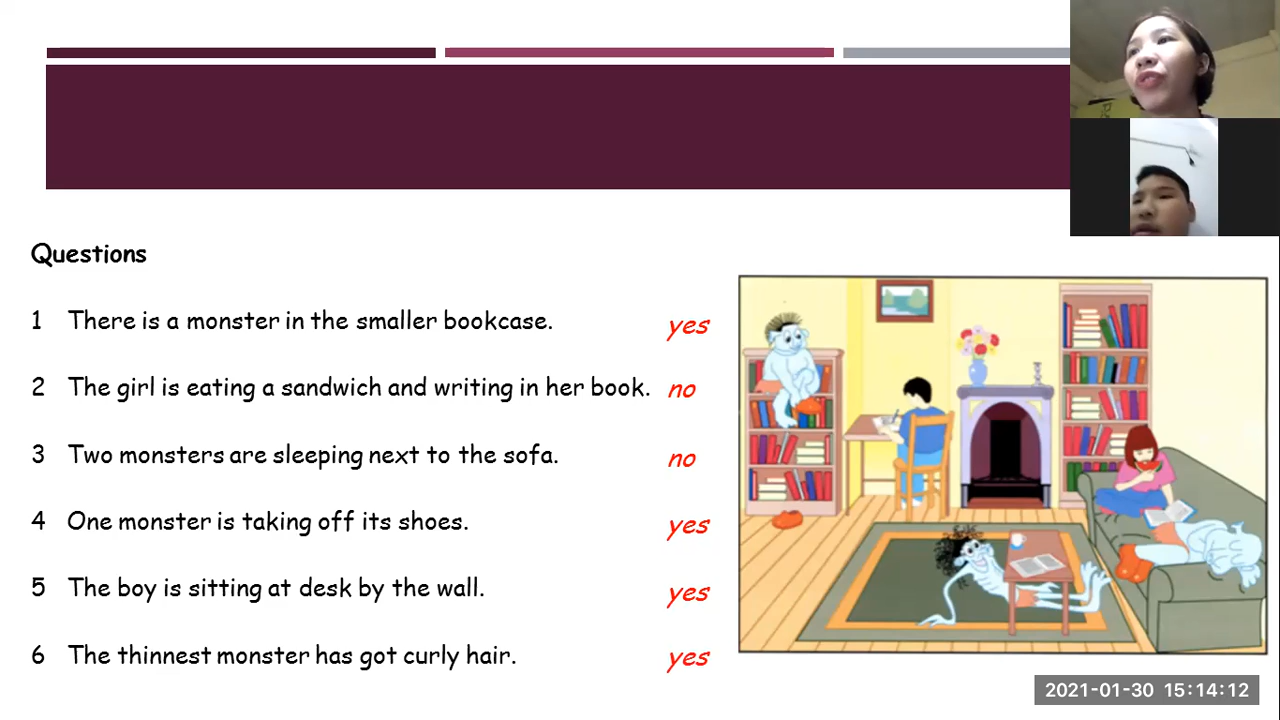 Questions
1 There is a monster in the smaller bookcase. yes
2 The girl is eating a sandwich and writing in her book. no
3 Two monsters are sleeping next to the sofa. no
4 One monster is taking off its shoes. yes
5 The boy is sitting at desk by the wall. yes
6 The thinnest monster has got curly hair. yes
2021-01-30 15:14:12